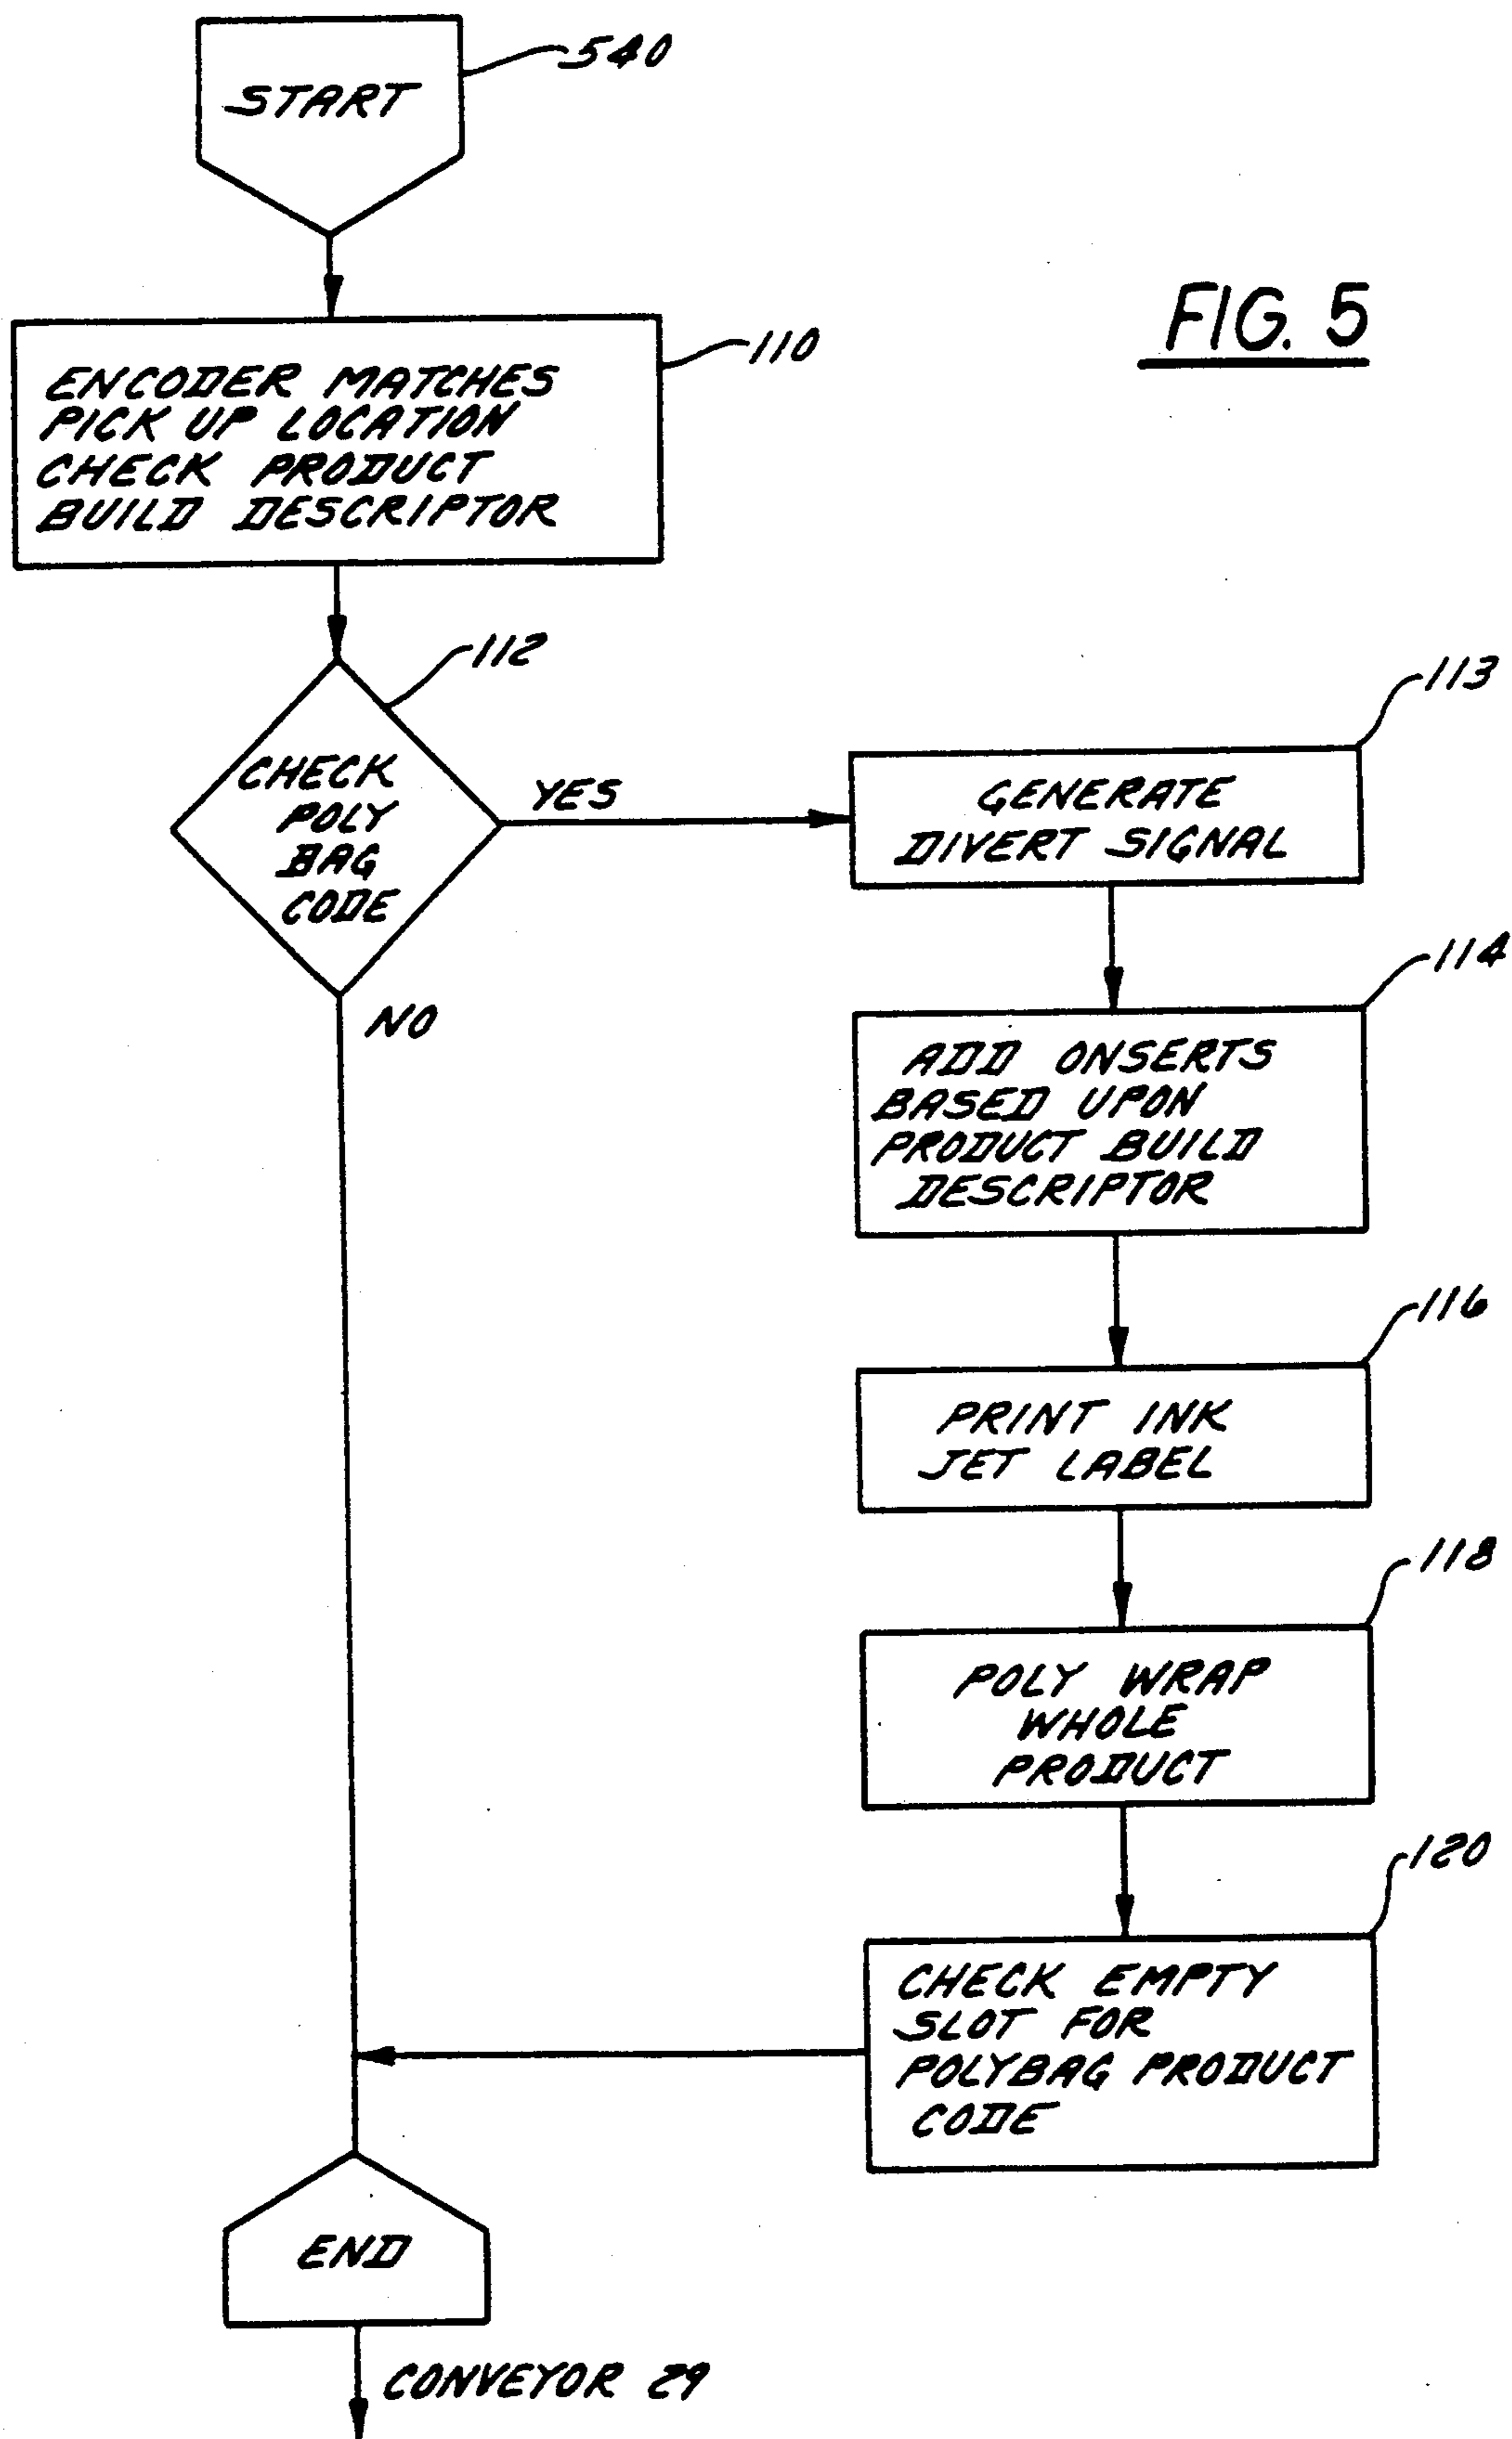 START
540
FIG. 5
ENCODER MATCHES
PICK UP LOCATION
CHECK PRODUCT
BUILD DESCRIPTOR
110
CHECK
POLY
BAG
CODE
112
YES
NO
GENERATE
DIVERT SIGNAL
113
ADD ONSERTS
BASED UPON
PRODUCT BUILD
DESCRIPTOR
114
PRINT INK
JET LABEL
116
POLY WRAP
WHOLE
PRODUCT
118
CHECK EMPTY
SLOT FOR
POLYBAG PRODUCT
CODE
120
END
CONVEYOR 29